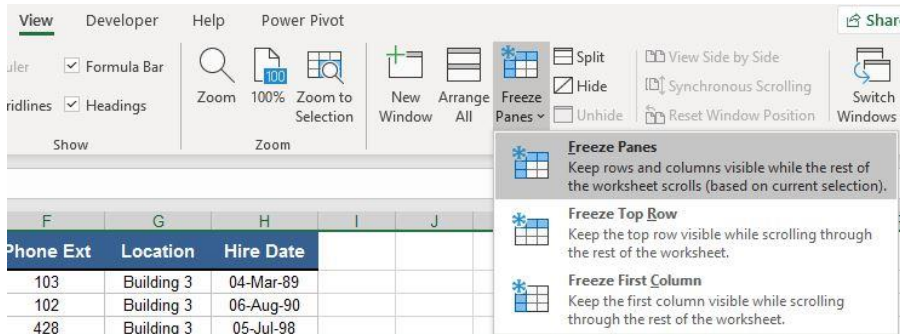 View Developer Help Power Pivot Shar
uler Formula Bar
ridlines Headings
Show
100
Zoom 100% Zoom to Selection
Zoom
New Window Arrange All Freeze Panes
Split
Hide
Unhide
View Side by Side
Synchronous Scrolling
Reset Window Position
Switch Windows
Freeze Panes
Keep rows and columns visible while the rest of
the worksheet scrolls (based on current selection).
Freeze Top Row
Keep the top row visible while scrolling through
the rest of the worksheet.
Freeze First Column
Keep the first column visible while scrolling
through the rest of the worksheet.
F G H I J
Phone Ext Location Hire Date
103 Building 3 04-Mar-89
102 Building 3 06-Aug-90
428 Building 3 05-Jul-98